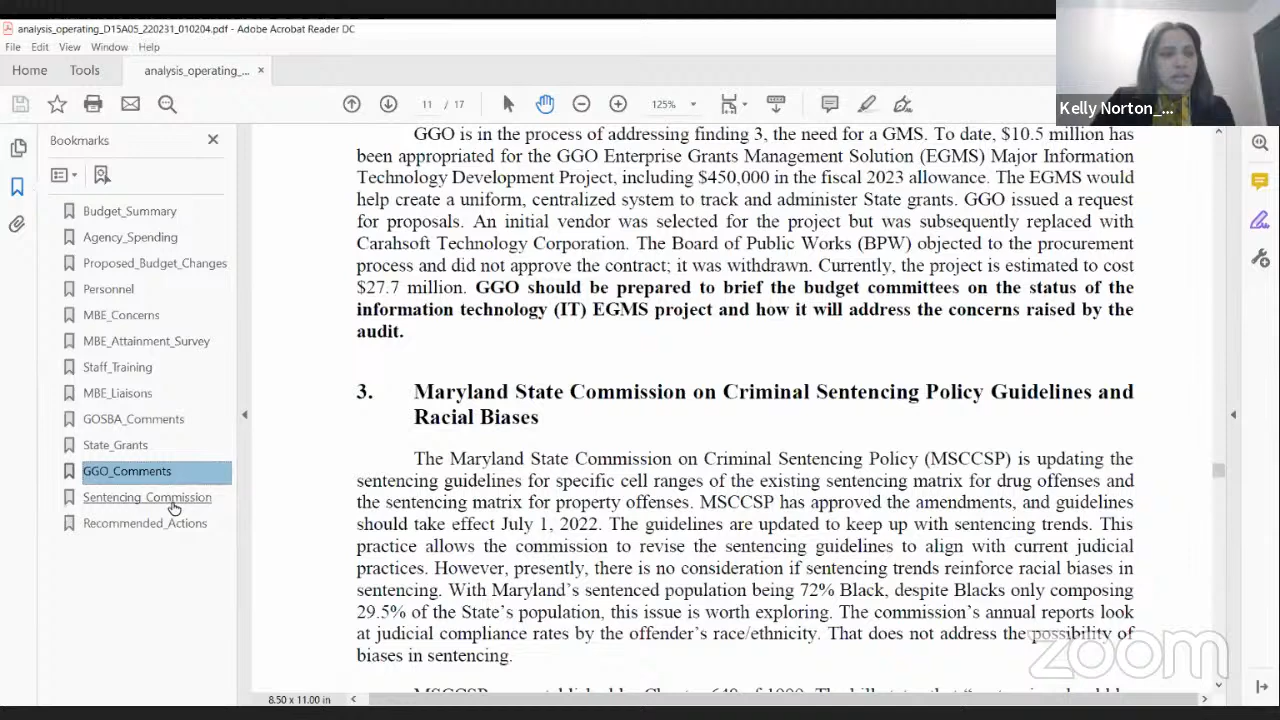 analysis_operating_D15A05_220231_010204.pdf - Adobe Acrobat Reader DC
File Edit View Window Help
Home Tools analysis_operating_... ×
11 / 17 125%
Kelly Norton_...
Bookmarks
Budget_Summary
Agency_Spending
Proposed_Budget_Changes
Personnel
MBE_Concerns
MBE_Attainment_Survey
Staff_Training
MBE_Liaisons
GOSBA_Comments
State_Grants
GGO_Comments
Sentencing_Commission
Recommended_Actions
GGO is in the process of addressing finding 3, the need for a GMS. To date, $10.5 million has
been appropriated for the GGO Enterprise Grants Management Solution (EGMS) Major Information
Technology Development Project, including $450,000 in the fiscal 2023 allowance. The EGMS would
help create a uniform, centralized system to track and administer State grants. GGO issued a request
for proposals. An initial vendor was selected for the project but was subsequently replaced with
Carahsoft Technology Corporation. The Board of Public Works (BPW) objected to the procurement
process and did not approve the contract; it was withdrawn. Currently, the project is estimated to cost
$27.7 million. GGO should be prepared to brief the budget committees on the status of the
information technology (IT) EGMS project and how it will address the concerns raised by the
audit.
3. Maryland State Commission on Criminal Sentencing Policy Guidelines and
Racial Biases
The Maryland State Commission on Criminal Sentencing Policy (MSCCSP) is updating the
sentencing guidelines for specific cell ranges of the existing sentencing matrix for drug offenses and
the sentencing matrix for property offenses. MSCCSP has approved the amendments, and guidelines
should take effect July 1, 2022. The guidelines are updated to keep up with sentencing trends. This
practice allows the commission to revise the sentencing guidelines to align with current judicial
practices. However, presently, there is no consideration if sentencing trends reinforce racial biases in
sentencing. With Maryland's sentenced population being 72% Black, despite Blacks only composing
29.5% of the State's population, this issue is worth exploring. The commission's annual reports look
at judicial compliance rates by the offender's race/ethnicity. That does not address the possibility of
biases in sentencing.
zoom
8.50 x 11.00 in